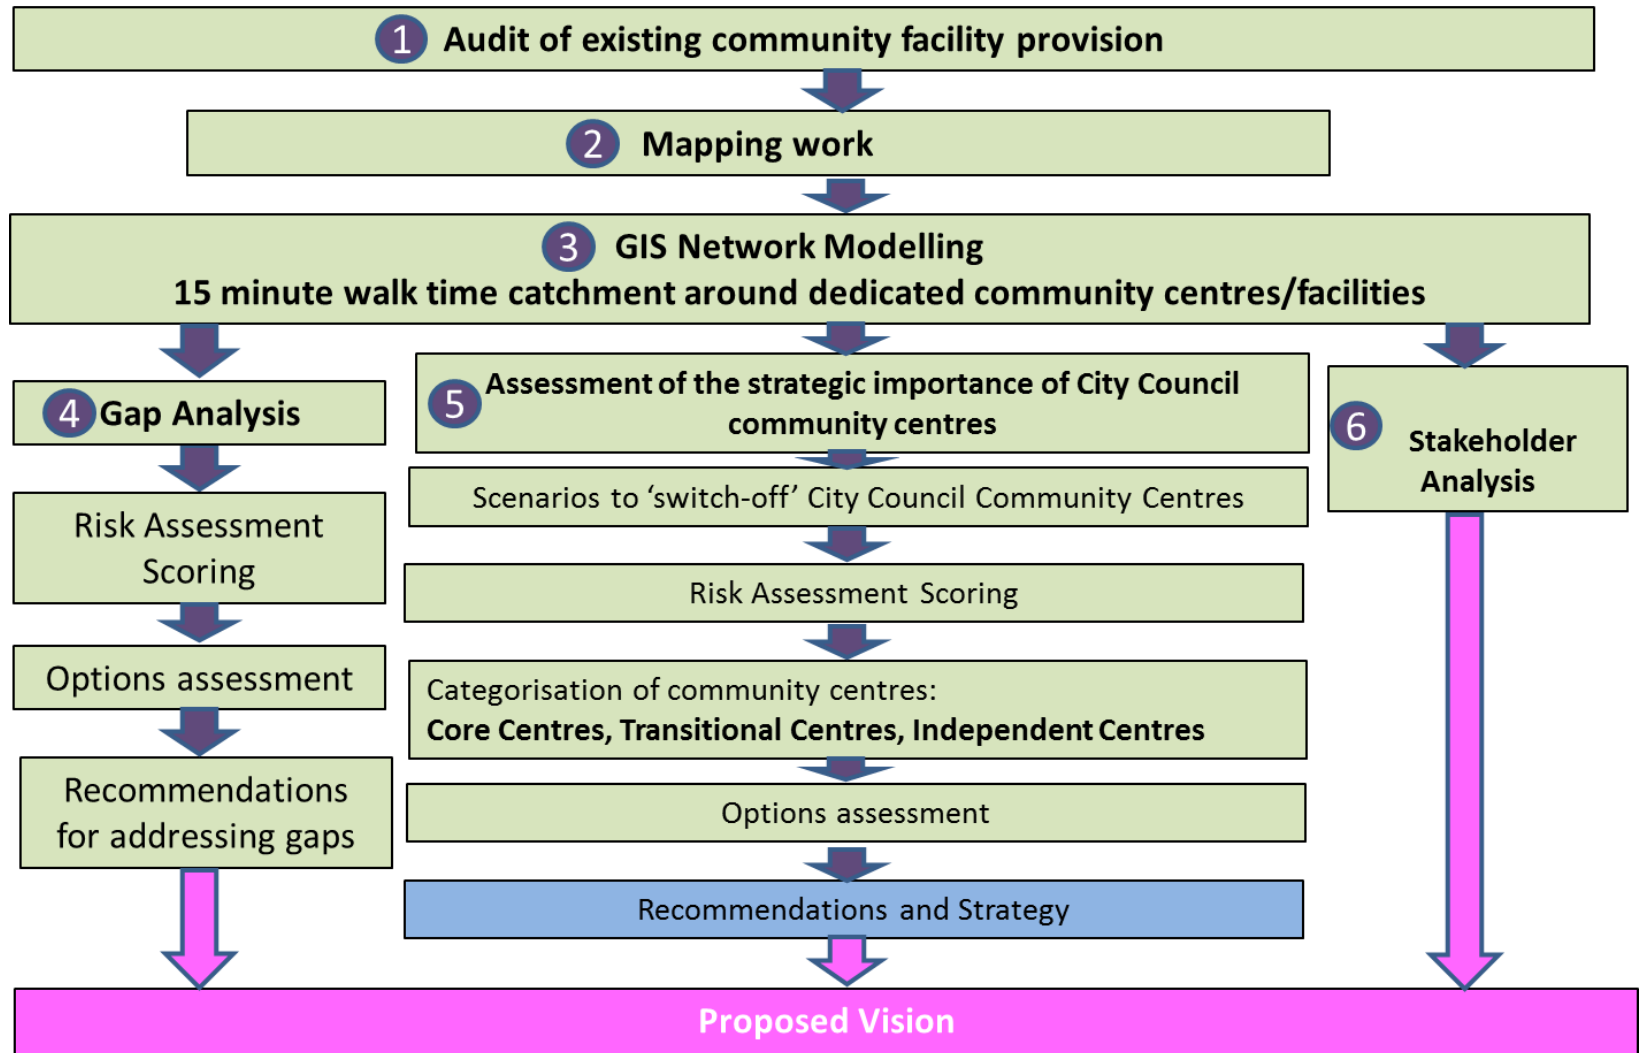 1 Audit of existing community facility provision
2 Mapping work
3 GIS Network Modelling
15 minute walk time catchment around dedicated community centres/facilities
4 Gap Analysis
Risk Assessment
Scoring
Options assessment
Recommendations
for addressing gaps
5 Assessment of the strategic importance of City Council
community centres
Scenarios to ‘switch-off’ City Council Community Centres
Risk Assessment Scoring
Categorisation of community centres:
Core Centres, Transitional Centres, Independent Centres
Options assessment
Recommendations and Strategy
6 Stakeholder
Analysis
Proposed Vision